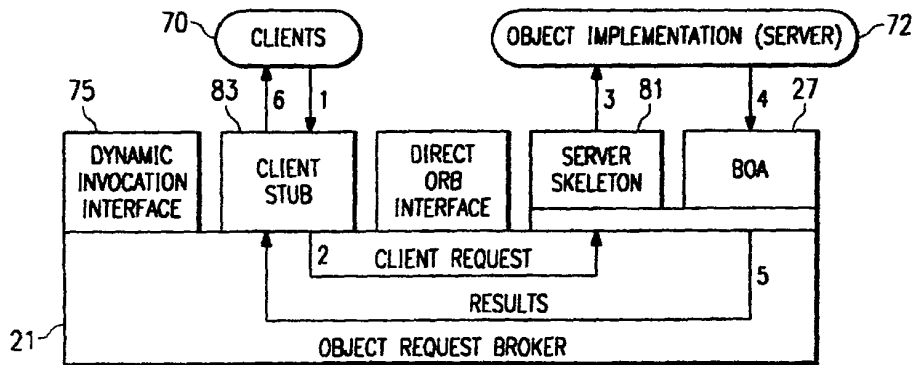 70
CLIENTS
OBJECT IMPLEMENTATION (SERVER)
72
75
83
6
1
3
81
4
27
DYNAMIC
INVOCATION
INTERFACE
CLIENT
STUB
DIRECT
ORB
INTERFACE
SERVER
SKELETON
BOA
2
CLIENT REQUEST
5
RESULTS
21
OBJECT REQUEST BROKER